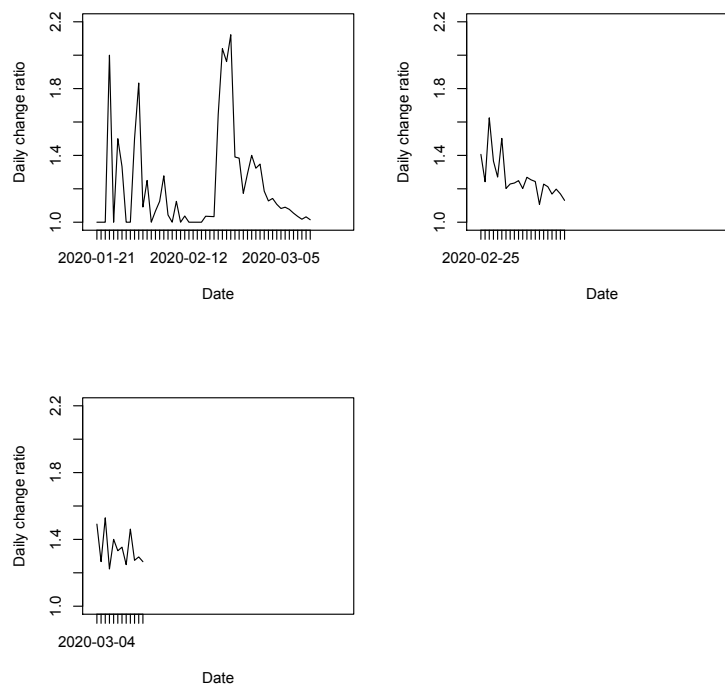 Daily change ratio
1.0 1.4 1.8 2.2
2020-01-21 2020-02-12 2020-03-05
Date
Daily change ratio
1.0 1.4 1.8 2.2
2020-02-25
Date
Daily change ratio
1.0 1.4 1.8 2.2
2020-03-04
Date